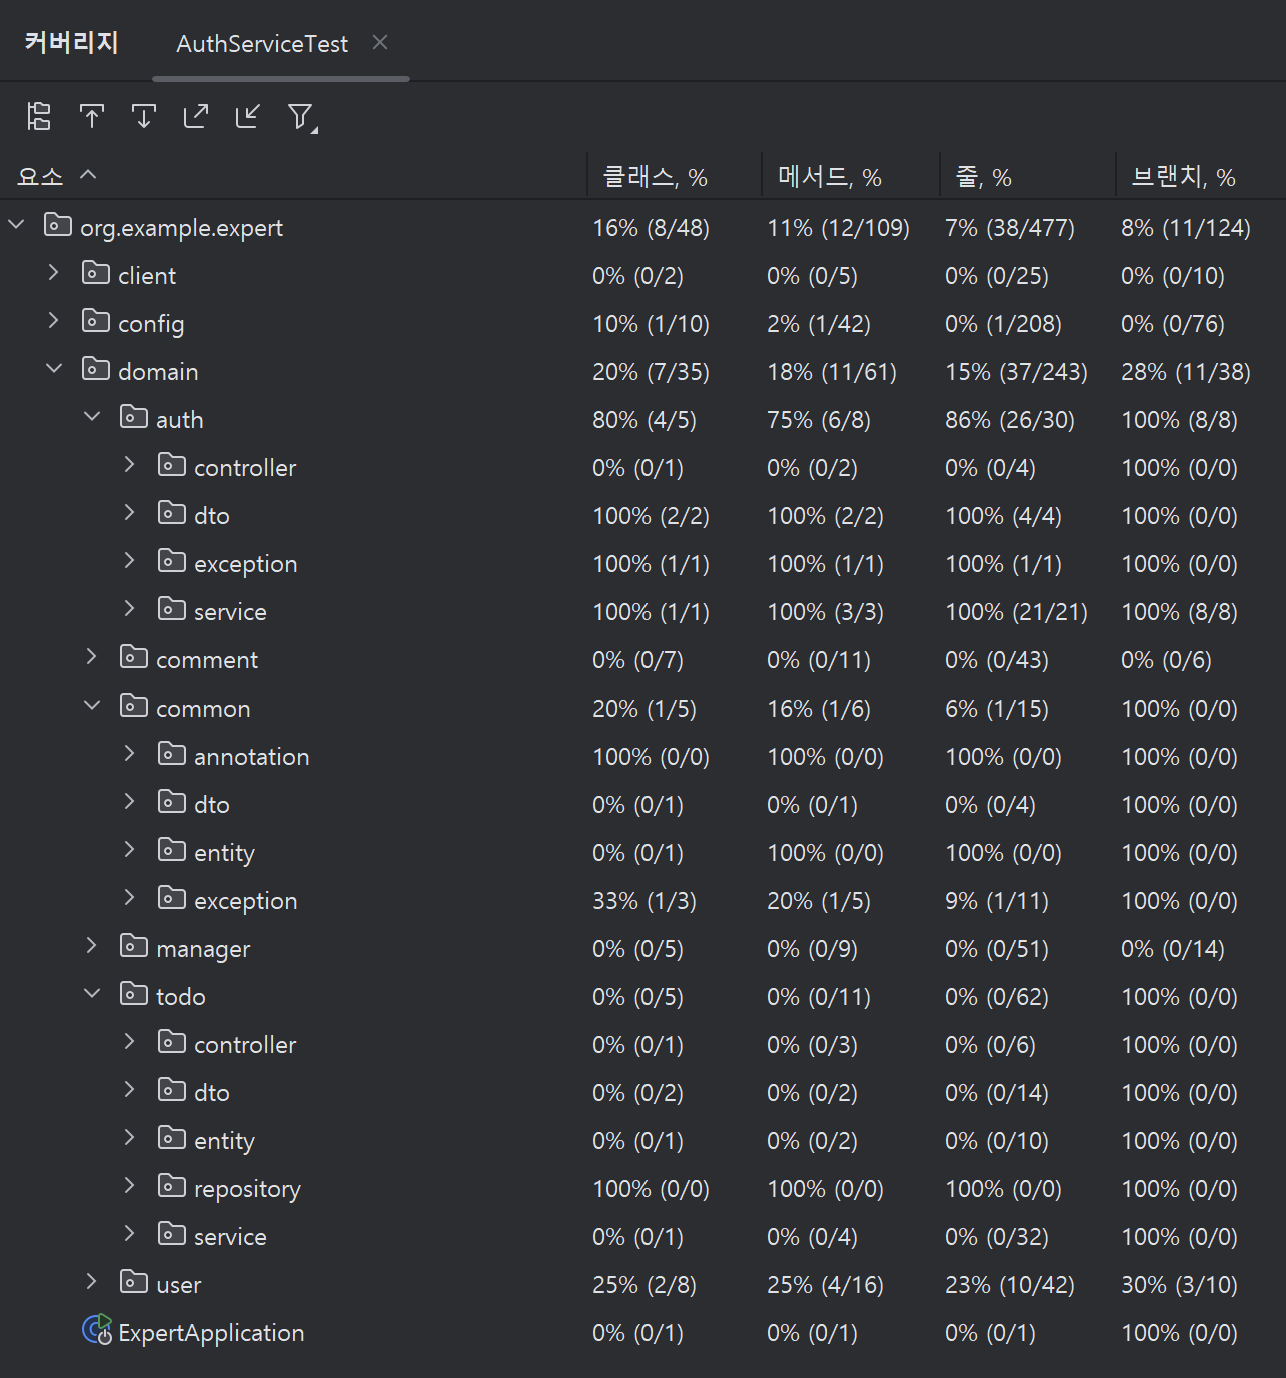 커버리지 AuthServiceTest
요소 클래스, % 메서드, % 줄, % 브랜치, %
org.example.expert 16% (8/48) 11% (12/109) 7% (38/477) 8% (11/124)
client 0% (0/2) 0% (0/5) 0% (0/25) 0% (0/10)
config 10% (1/10) 2% (1/42) 0% (1/208) 0% (0/76)
domain 20% (7/35) 18% (11/61) 15% (37/243) 28% (11/38)
auth 80% (4/5) 75% (6/8) 86% (26/30) 100% (8/8)
controller 0% (0/1) 0% (0/2) 0% (0/4) 100% (0/0)
dto 100% (2/2) 100% (2/2) 100% (4/4) 100% (0/0)
exception 100% (1/1) 100% (1/1) 100% (1/1) 100% (0/0)
service 100% (1/1) 100% (3/3) 100% (21/21) 100% (8/8)
comment 0% (0/7) 0% (0/11) 0% (0/43) 0% (0/6)
common 20% (1/5) 16% (1/6) 6% (1/15) 100% (0/0)
annotation 100% (0/0) 100% (0/0) 100% (0/0) 100% (0/0)
dto 0% (0/1) 0% (0/1) 0% (0/4) 100% (0/0)
entity 0% (0/1) 100% (0/0) 100% (0/0) 100% (0/0)
exception 33% (1/3) 20% (1/5) 9% (1/11) 100% (0/0)
manager 0% (0/5) 0% (0/9) 0% (0/51) 0% (0/14)
todo 0% (0/5) 0% (0/11) 0% (0/62) 100% (0/0)
controller 0% (0/1) 0% (0/3) 0% (0/6) 100% (0/0)
dto 0% (0/2) 0% (0/2) 0% (0/14) 100% (0/0)
entity 0% (0/1) 0% (0/2) 0% (0/10) 100% (0/0)
repository 100% (0/0) 100% (0/0) 100% (0/0) 100% (0/0)
service 0% (0/1) 0% (0/4) 0% (0/32) 100% (0/0)
user 25% (2/8) 25% (4/16) 23% (10/42) 30% (3/10)
ExpertApplication 0% (0/1) 0% (0/1) 0% (0/1) 100% (0/0)